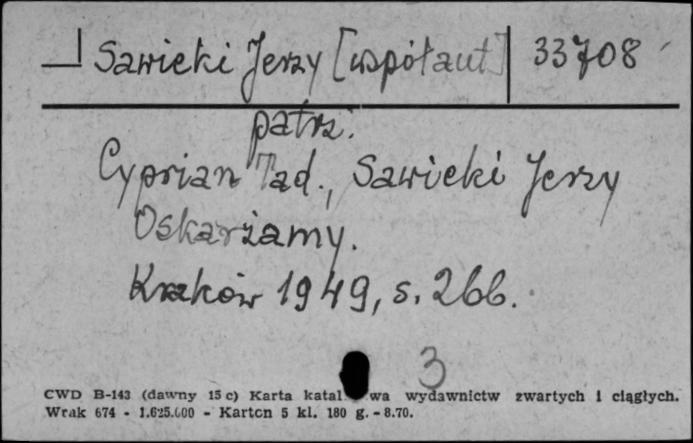 Sawicki Jerzy [współaut] 33708
patrz:
Cyprian Tad., Sawicki Jerzy
Oskarżamy.
Kraków 1949, s. 266.
3
CWD B-143 (dawny 15 c) Karta katal wa wydawnictw zwartych i ciągłych.
Wrak 674 - 1.625.000 - Karton 5 kl. 180 g. - 8.70.